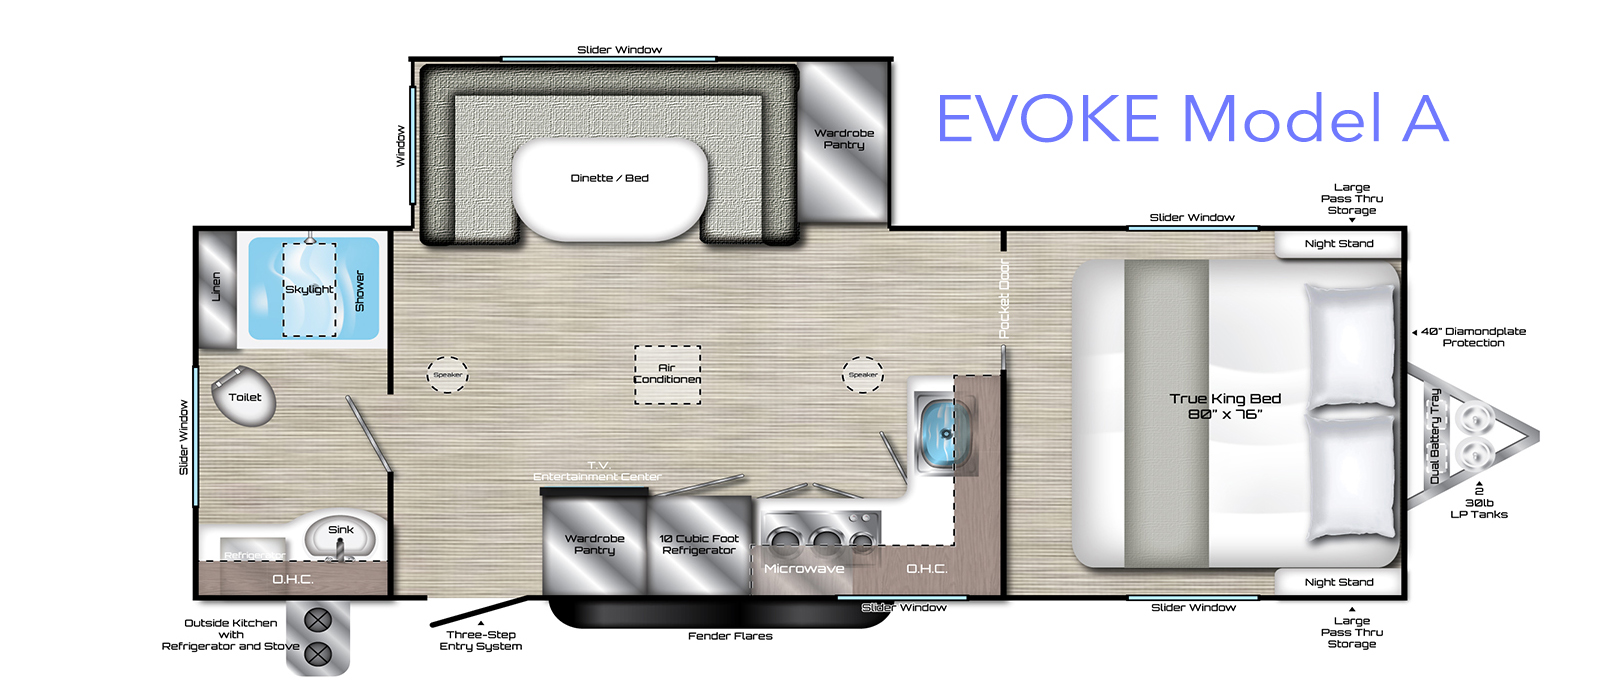 Slider Window
EVOKE Model A
Window
Wardrobe
Pantry
Dinette / Bed
Large
Pass Thru
Storage
Slider Window
Night Stand
Linen
Skylight
Shower
Pocket Door
40" Diamondplate
Protection
Speaker
Air
Conditioner
Speaker
Toilet
True King Bed
80" x 76"
Dual Battery Tray
Slider Window
T.V.
Entertainment Center
2
30lb
LP Tanks
Sink
Refrigerator
O.H.C.
Wardrobe
Pantry
10 Cubic Foot
Refrigerator
Microwave
O.H.C.
Night Stand
Slider Window
Slider Window
Outside Kitchen
with
Refrigerator and Stove
Three-Step
Entry System
Fender Flares
Large
Pass Thru
Storage